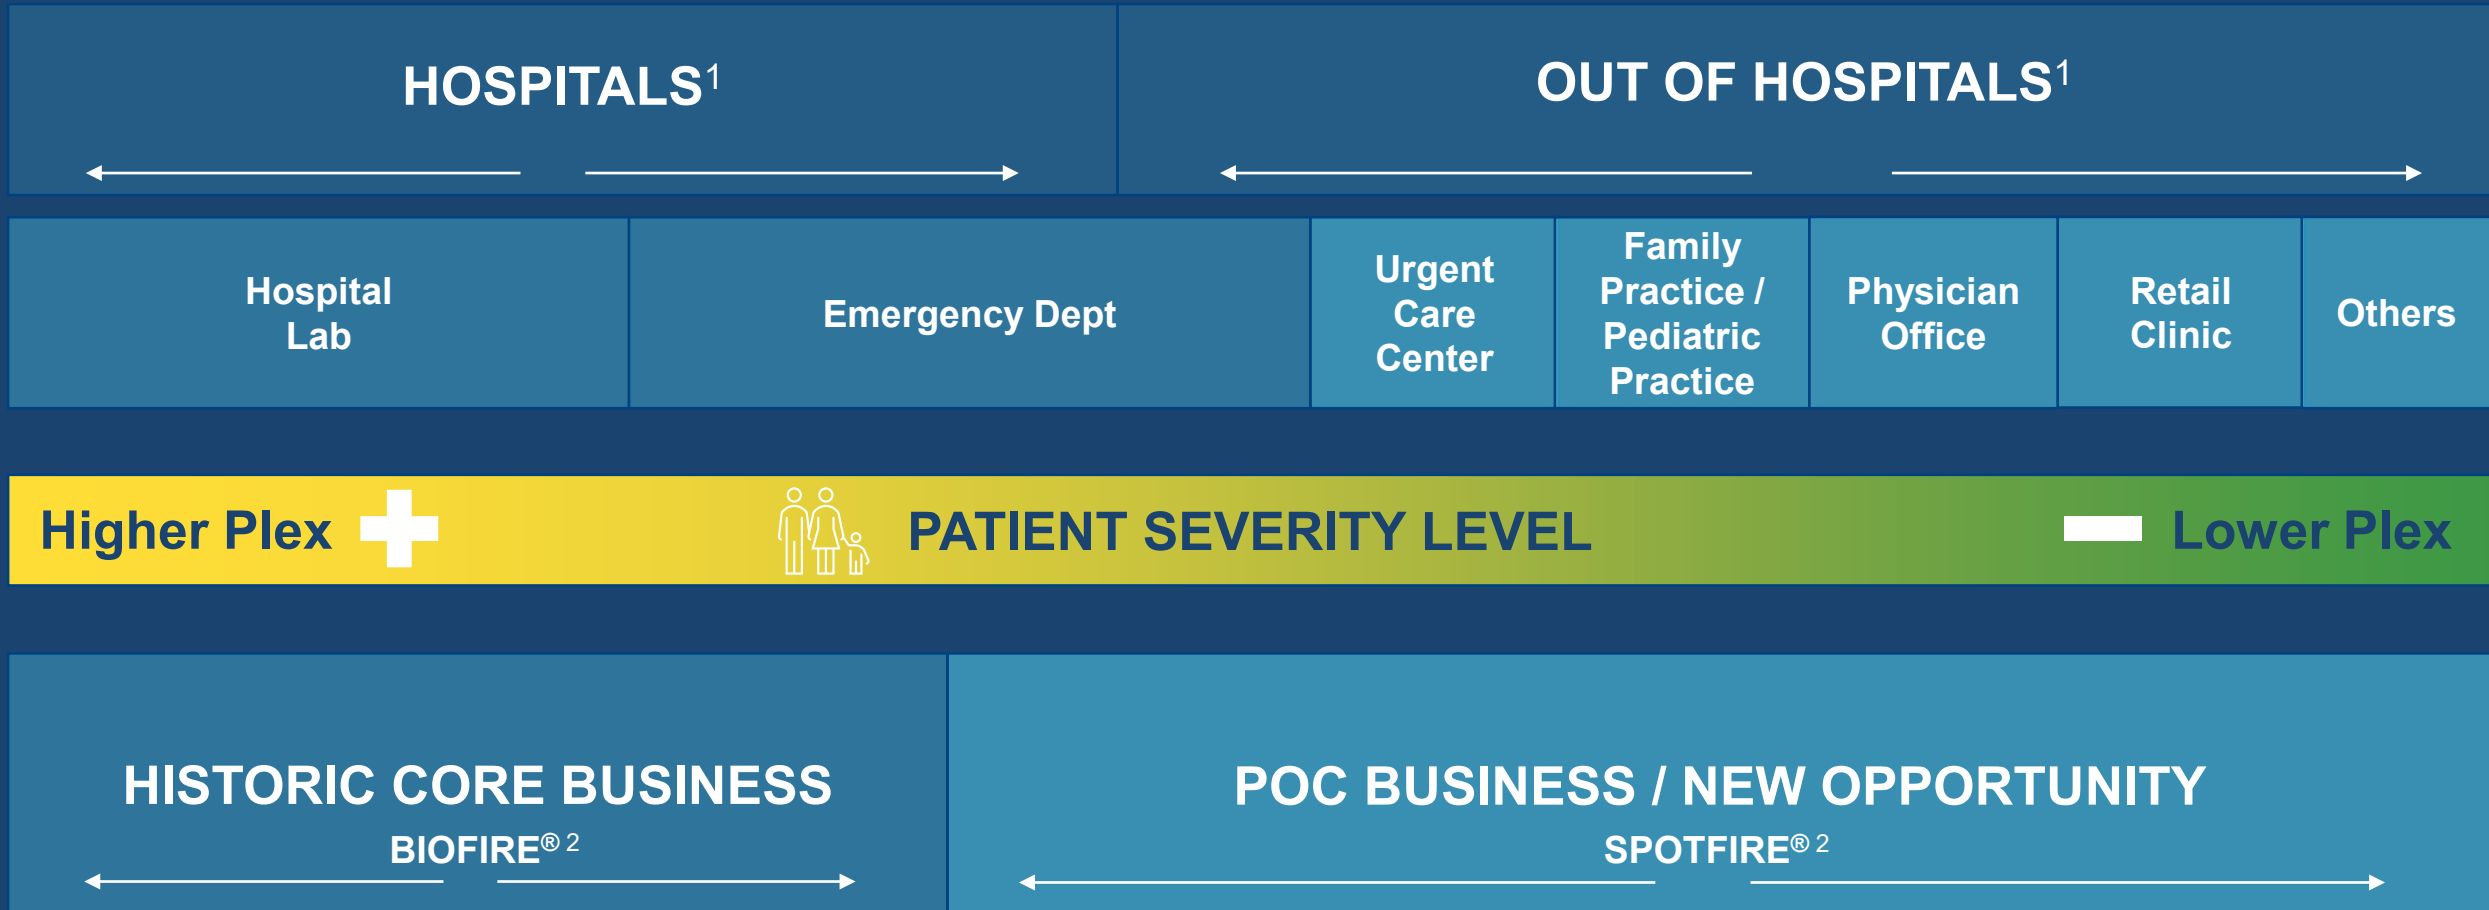 HOSPITALS¹
OUT OF HOSPITALS¹
Hospital
Lab
Emergency Dept
Urgent
Care
Center
Family
Practice /
Pediatric
Practice
Physician
Office
Retail
Clinic
Others
Higher Plex
PATIENT SEVERITY LEVEL
Lower Plex
HISTORIC CORE BUSINESS
BIOFIRE® ²
POC BUSINESS / NEW OPPORTUNITY
SPOTFIRE® ²